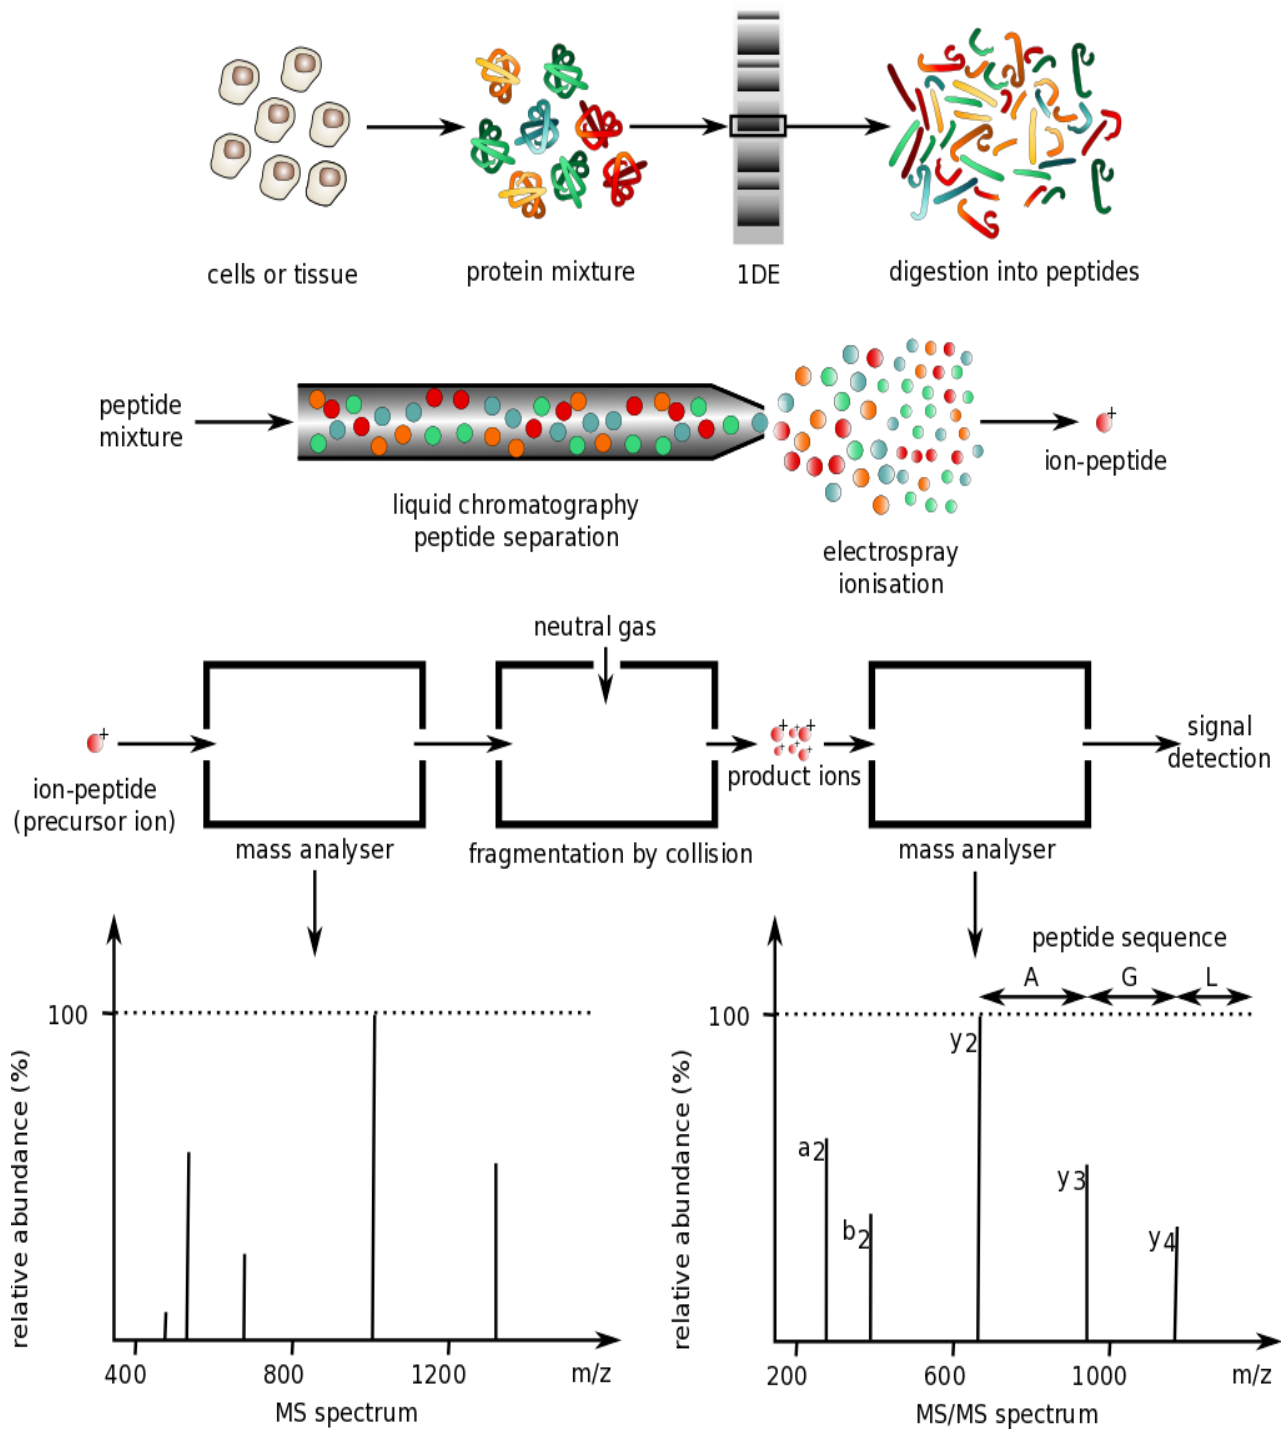 cells or tissue
protein mixture
1DE
digestion into peptides
peptide
mixture
liquid chromatography
peptide separation
electrospray
ionisation
+
ion-peptide
neutral gas
+
ion-peptide
(precursor ion)
mass analyser
fragmentation by collision
+ + +
+ + +
product ions
mass analyser
signal
detection
100
relative abundance (%)
400
800
1200
m/z
MS spectrum
peptide sequence
A
G
L
100
relative abundance (%)
a2
b2
y2
y3
y4
200
600
1000
m/z
MS/MS spectrum